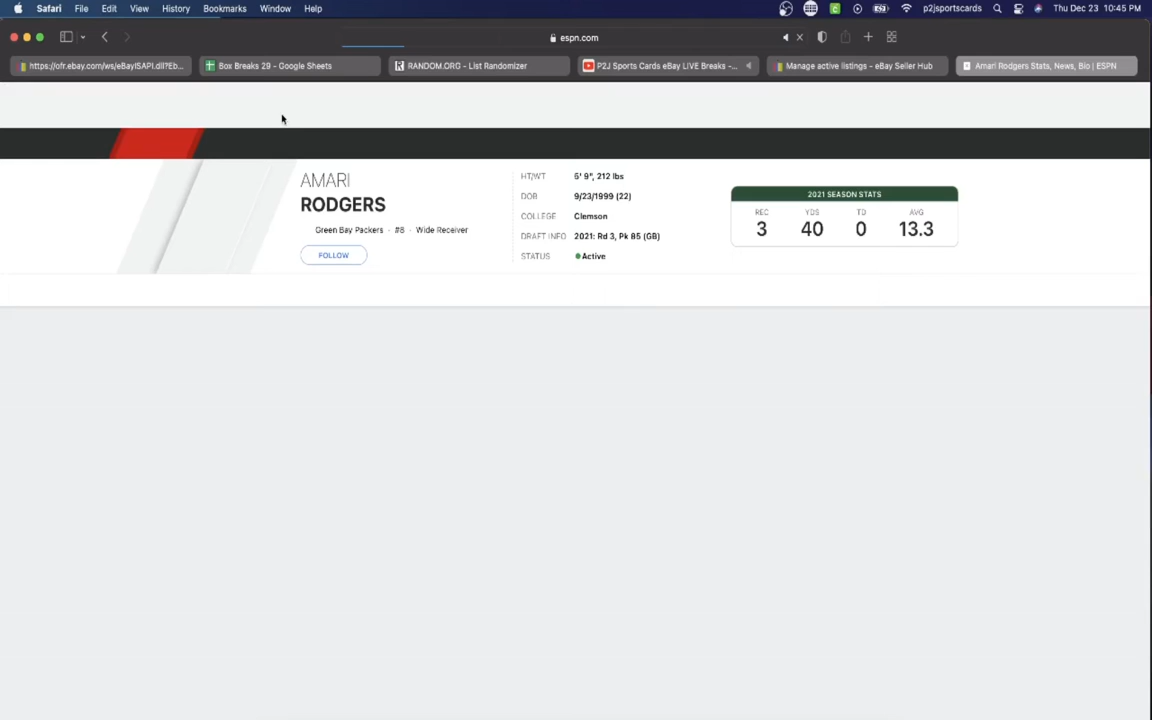 Safari File Edit View History Bookmarks Window Help p2jsportscards Thu Dec 23 10:45 PM
espn.com
https://ofr.ebay.com/ws/eBayISAPI.dll?Eb... Box Breaks 29 - Google Sheets RANDOM.ORG - List Randomizer P2J Sports Cards eBay LIVE Breaks -... Manage active listings - eBay Seller Hub Amari Rodgers Stats, News, Bio | ESPN
AMARI
RODGERS
Green Bay Packers · #8 · Wide Receiver
FOLLOW
HT/WT 5' 9", 212 lbs
DOB 9/23/1999 (22)
COLLEGE Clemson
DRAFT INFO 2021: Rd 3, Pk 85 (GB)
STATUS Active
2021 SEASON STATS
REC YDS TD AVG
3 40 0 13.3